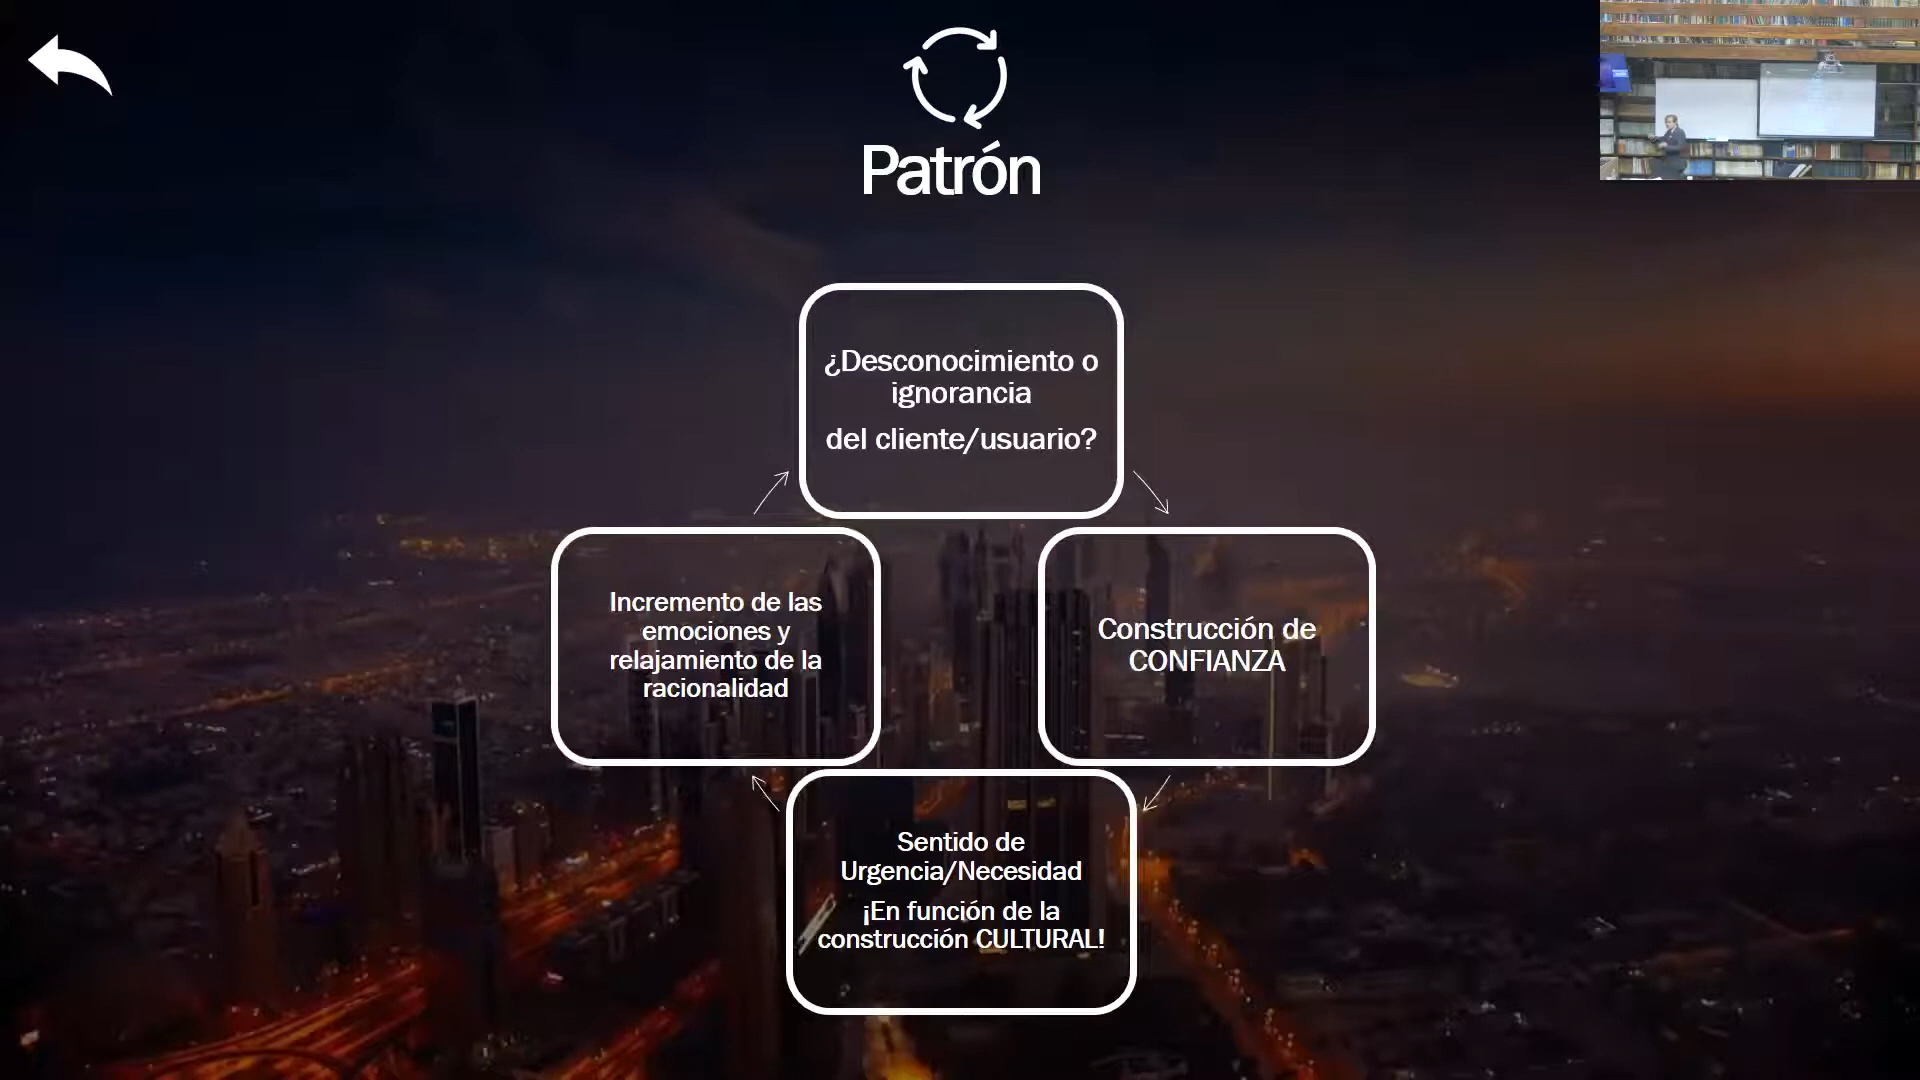 Patrón
¿Desconocimiento o
ignorancia
del cliente/usuario?
Incremento de las
emociones y
relajamiento de la
racionalidad
Construcción de
CONFIANZA
Sentido de
Urgencia/Necesidad
¡En función de la
construcción CULTURAL!